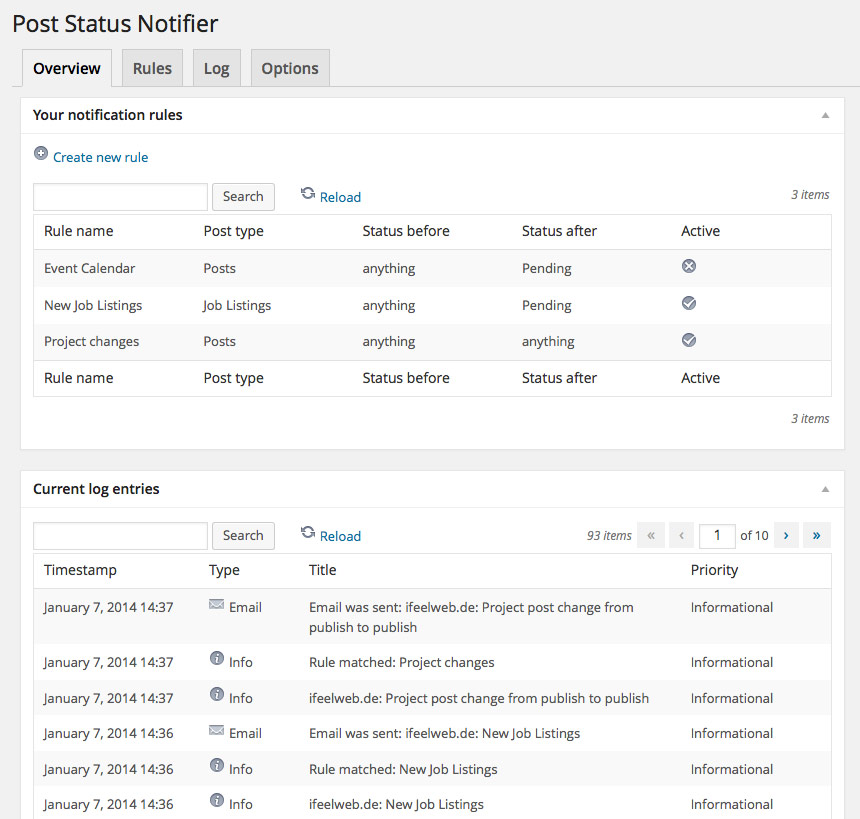 Post Status Notifier
Overview Rules Log Options
Your notification rules
Create new rule
Search Reload 3 items
Rule name Post type Status before Status after Active
Event Calendar Posts anything Pending
New Job Listings Job Listings anything Pending
Project changes Posts anything anything
Rule name Post type Status before Status after Active
3 items
Current log entries
Search Reload 93 items « ‹ 1 of 10 › »
Timestamp Type Title Priority
January 7, 2014 14:37 Email Email was sent: ifeelweb.de: Project post change from Informational
publish to publish
January 7, 2014 14:37 Info Rule matched: Project changes Informational
January 7, 2014 14:37 Info ifeelweb.de: Project post change from publish to publish Informational
January 7, 2014 14:36 Email Email was sent: ifeelweb.de: New Job Listings Informational
January 7, 2014 14:36 Info Rule matched: New Job Listings Informational
January 7, 2014 14:36 Info ifeelweb.de: New Job Listings Informational